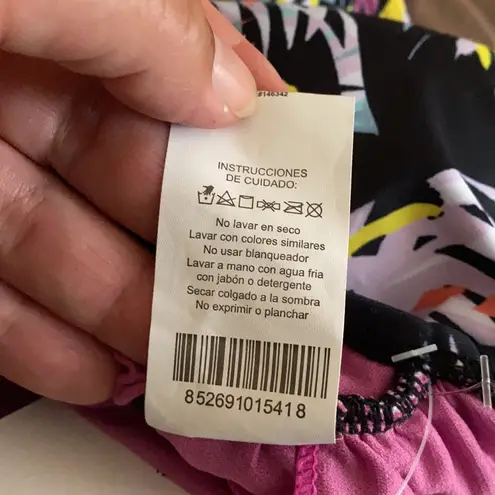 #146342
INSTRUCCIONES
DE CUIDADO:
No lavar en seco
Lavar con colores similares
No usar blanqueador
Lavar a mano con agua fria
con jabón o detergente
Secar colgado a la sombra
No exprimir o planchar
852691015418